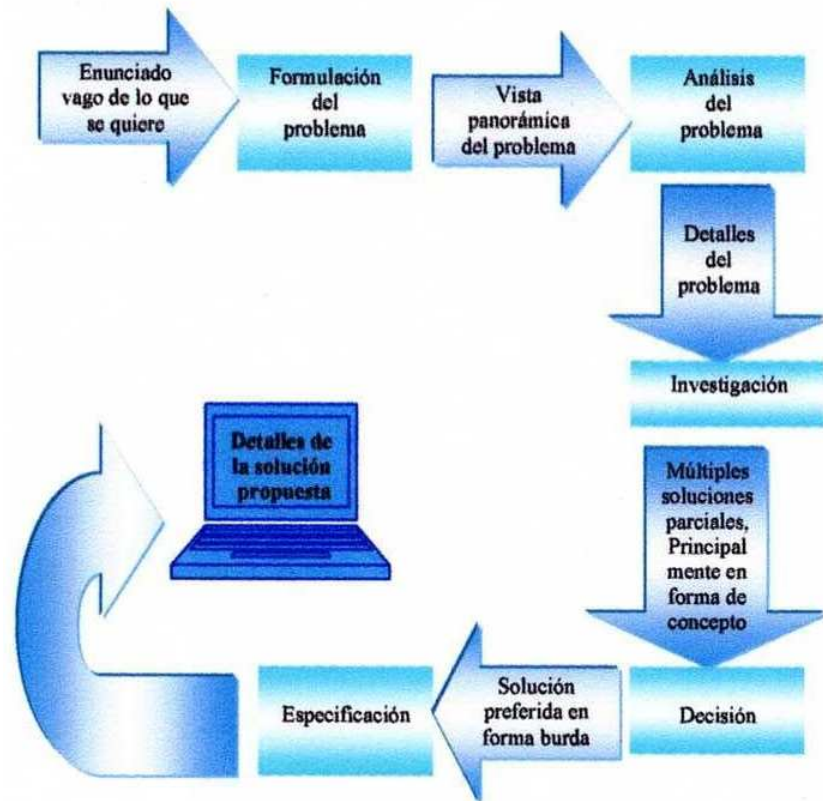 Enunciado
vago de lo que
se quiere
Formulación
del
problema
Vista
panorámica
del problema
Análisis
del
problema
Detalles
del
problema
Investigación
Múltiples
soluciones
parciales,
Principal
mente en
forma de
concepto
Decisión
Solución
preferida en
forma burda
Especificación
Detalles de
la solución
propuesta